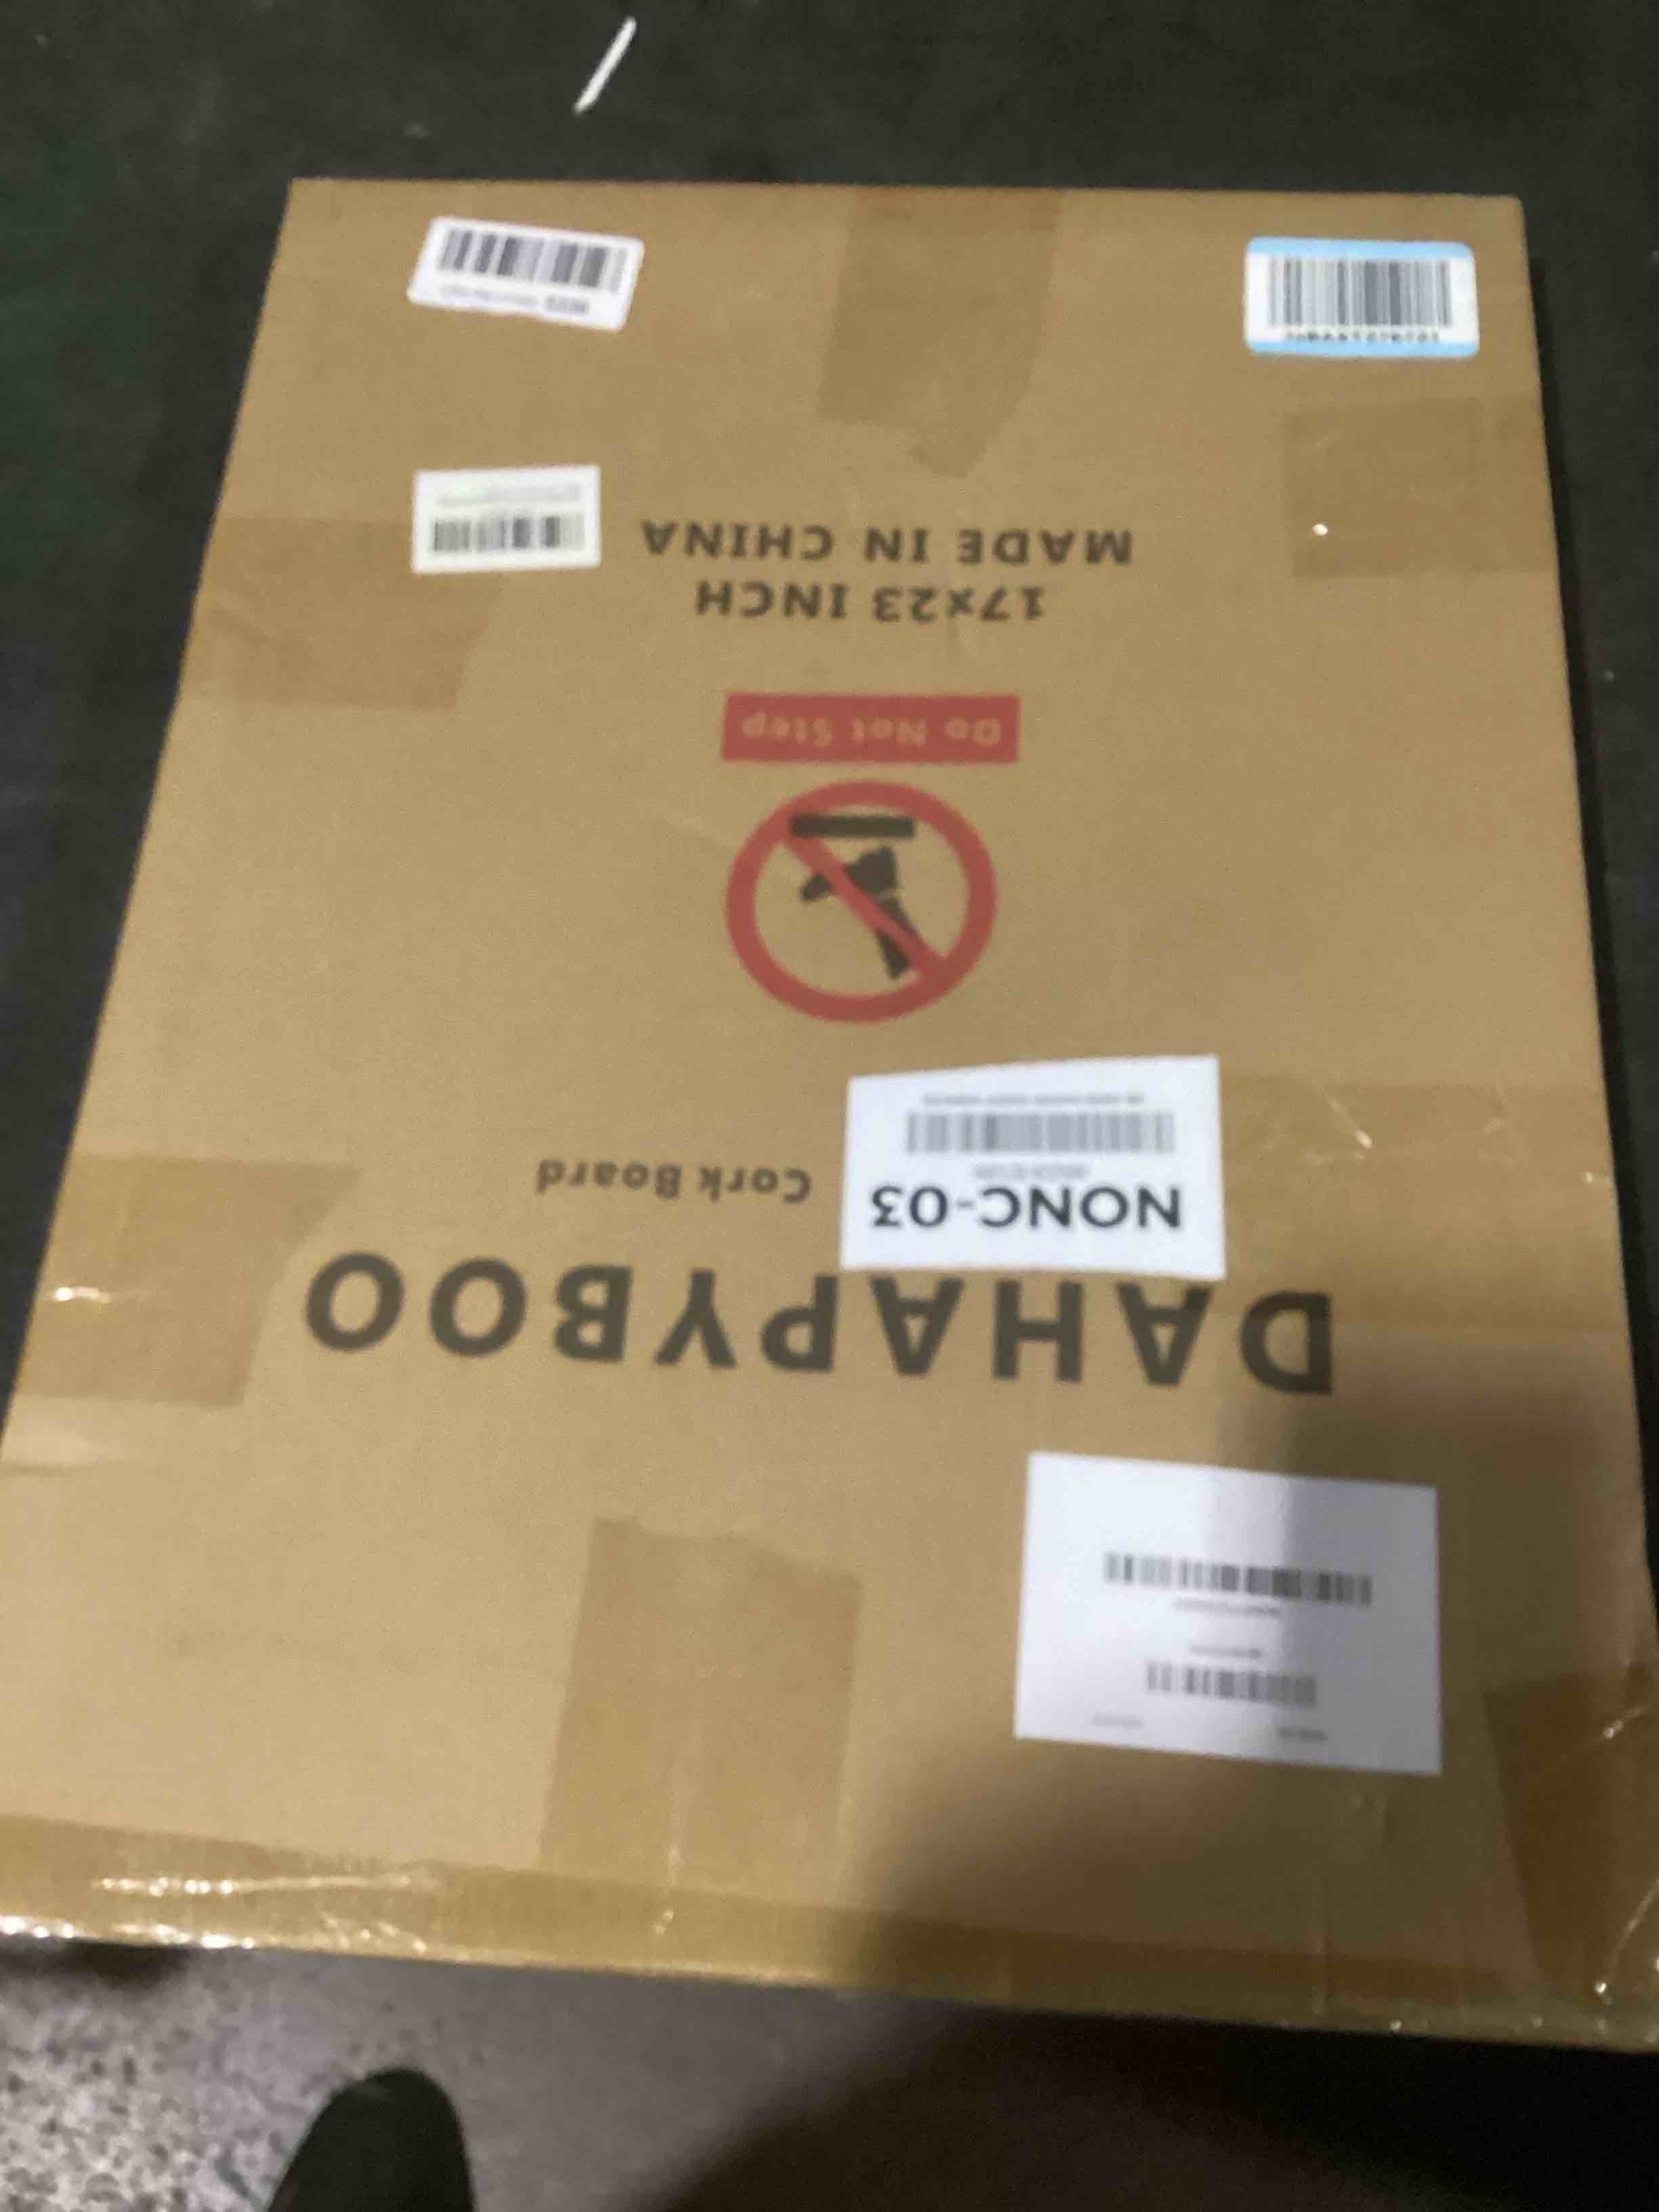 DAHAPYBOO
Cork Board
NONC-03
Do Not Step
17x23 INCH
MADE IN CHINA